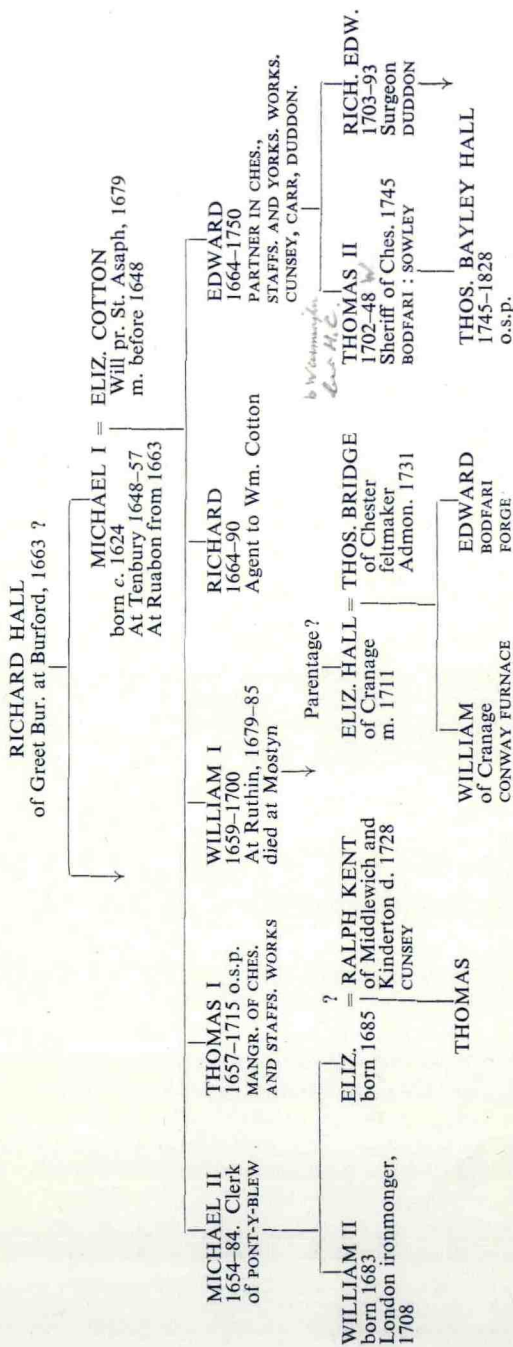 RICHARD HALL
of Greet Bur. at Burford, 1663 ?
MICHAEL I = ELIZ. COTTON
born c. 1624
At Tenbury 1648–57
At Ruabon from 1663
Will pr. St. Asaph, 1679
m. before 1648
MICHAEL II
1654–84. Clerk
of PONT-Y-BLEW
THOMAS I
1657–1715 o.s.p.
MANGR. OF CHES.
AND STAFFS. WORKS
WILLIAM I
1659–1700
At Ruthin, 1679–85
died at Mostyn
RICHARD
1664–90
Agent to Wm. Cotton
EDWARD
1664–1750
PARTNER IN CHES.,
STAFFS. AND YORKS. WORKS.
CUNSEY, CARR, DUDDON.
WILLIAM II
born 1683
London ironmonger,
1708
ELIZ.
born 1685
?
= RALPH KENT
of Middlewich and
Kinderton d. 1728
CUNSEY
Parentage ?
ELIZ. HALL = THOS. BRIDGE
of Cranage
m. 1711
of Chester
feltmaker
Admon. 1731
b
H. C.
THOMAS II
1702–48 W
Sheriff of Ches. 1745
BODFARI : SOWLEY
RICH. EDW.
1703–93
Surgeon
DUDDON
THOMAS
WILLIAM
of Cranage
CONWAY FURNACE
EDWARD
BODFARI
FORGE
THOS. BAYLEY HALL
1745–1828
o.s.p.